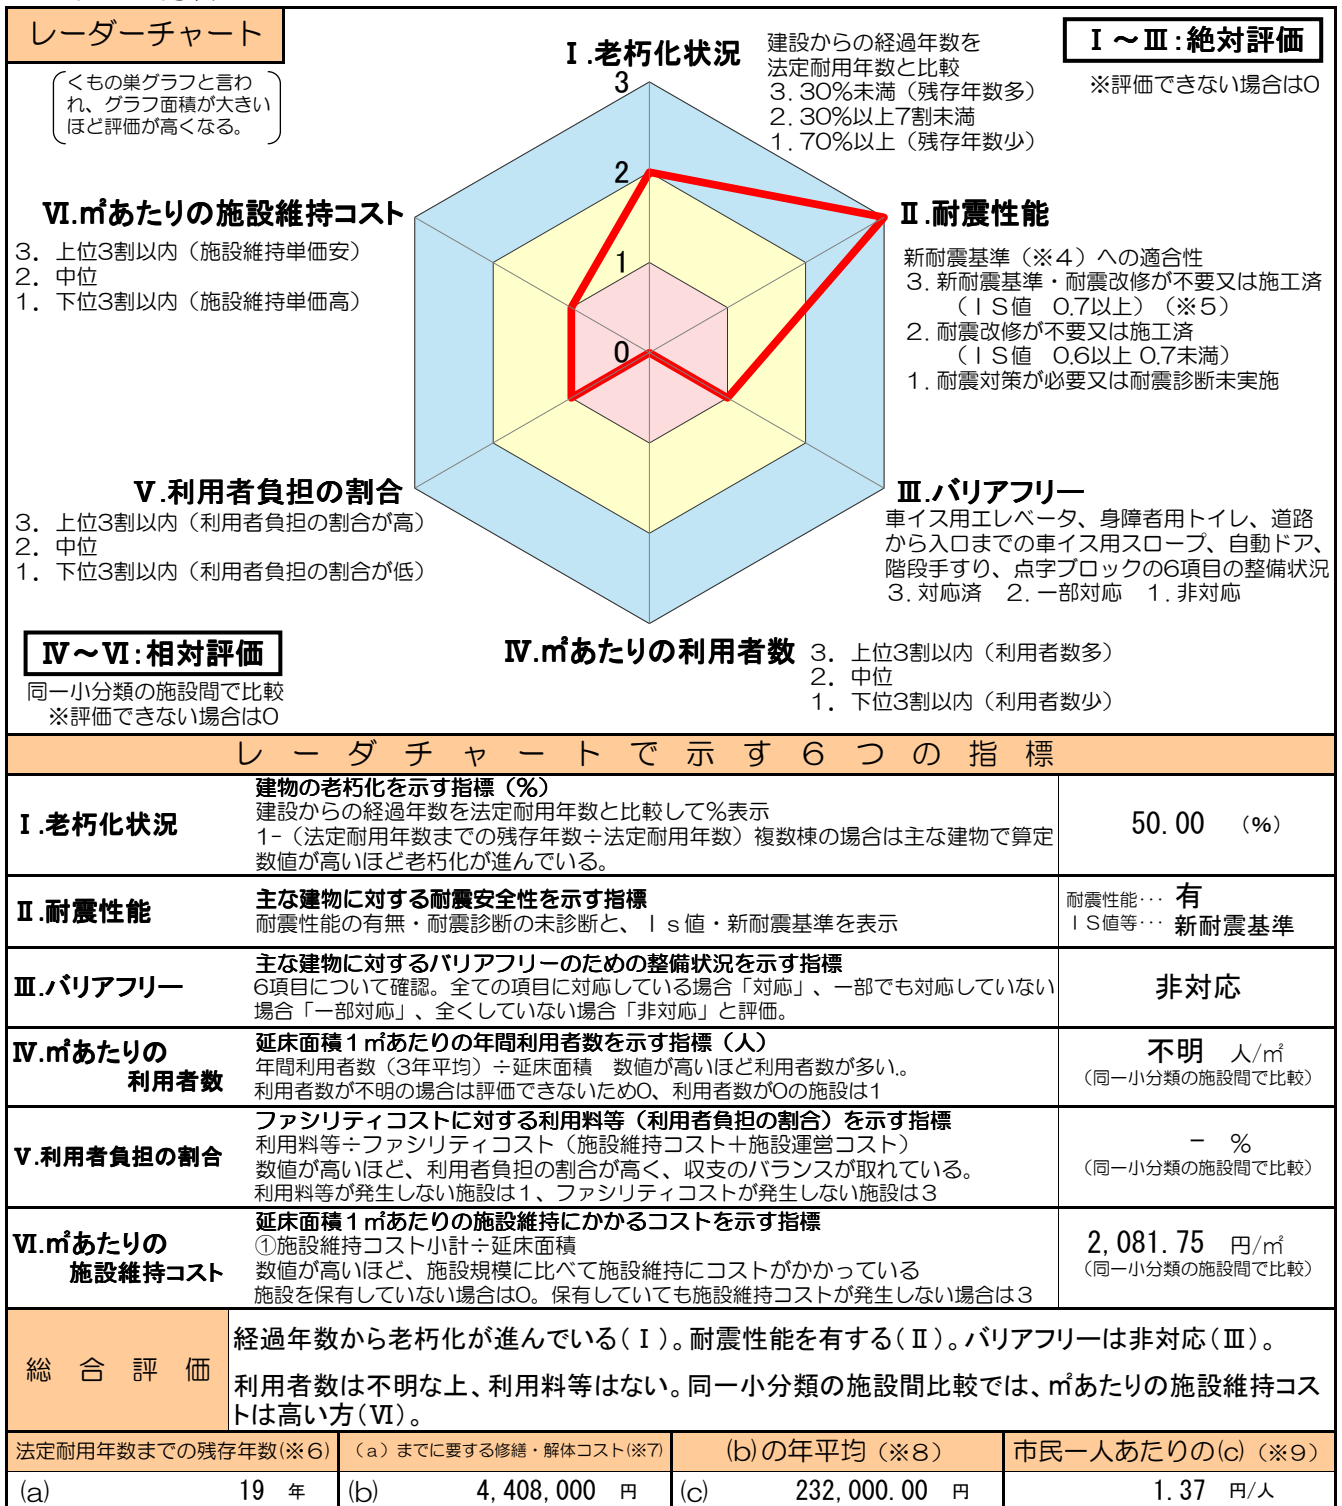 レーダーチャート
くもの巣グラフと言わ
れ、グラフ面積が大きい
ほど評価が高くなる。
Ⅰ～Ⅲ:絶対評価
※評価できない場合は0
Ⅰ.老朽化状況
建設からの経過年数を
法定耐用年数と比較
3. 30%未満（残存年数多）
2. 30%以上7割未満
1. 70%以上（残存年数少）
3
2
1
0
Ⅵ.㎡あたりの施設維持コスト
3. 上位3割以内（施設維持単価安）
2. 中位
1. 下位3割以内（施設維持単価高）
Ⅱ.耐震性能
新耐震基準（※4）への適合性
3. 新耐震基準・耐震改修が不要又は施工済
（ＩＳ値 0.7以上）（※5）
2. 耐震改修が不要又は施工済
（ＩＳ値 0.6以上 0.7未満）
1. 耐震対策が必要又は耐震診断未実施
Ⅴ.利用者負担の割合
3. 上位3割以内（利用者負担の割合が高）
2. 中位
1. 下位3割以内（利用者負担の割合が低）
Ⅲ.バリアフリー
車イス用エレベータ、身障者用トイレ、道路
から入口までの車イス用スロープ、自動ドア、
階段手すり、点字ブロックの6項目の整備状況
3. 対応済 2. 一部対応 1. 非対応
Ⅳ～Ⅵ:相対評価
同一小分類の施設間で比較
※評価できない場合は0
Ⅳ.㎡あたりの利用者数
3. 上位3割以内（利用者数多）
2. 中位
1. 下位3割以内（利用者数少）
レーダチャートで示す6つの指標
Ⅰ.老朽化状況
建物の老朽化を示す指標（%）
建設からの経過年数を法定耐用年数と比較して%表示
1-（法定耐用年数までの残存年数÷法定耐用年数）複数棟の場合は主な建物で算定
数値が高いほど老朽化が進んでいる。
50.00 （%）
Ⅱ.耐震性能
主な建物に対する耐震安全性を示す指標
耐震性能の有無・耐震診断の未診断と、Ｉｓ値・新耐震基準を表示
耐震性能… 有
ＩＳ値等… 新耐震基準
Ⅲ.バリアフリー
主な建物に対するバリアフリーのための整備状況を示す指標
6項目について確認。全ての項目に対応している場合「対応」、一部でも対応していない
場合「一部対応」、全くしていない場合「非対応」と評価。
非対応
Ⅳ.㎡あたりの
利用者数
延床面積１㎡あたりの年間利用者数を示す指標（人）
年間利用者数（3年平均）÷延床面積 数値が高いほど利用者数が多い。
利用者数が不明の場合は評価できないため0、利用者数が0の施設は1
不明 人/㎡
（同一小分類の施設間で比較）
Ⅴ.利用者負担の割合
ファシリティコストに対する利用料等（利用者負担の割合）を示す指標
利用料等÷ファシリティコスト（施設維持コスト＋施設運営コスト）
数値が高いほど、利用者負担の割合が高く、収支のバランスが取れている。
利用料等が発生しない施設は１、ファシリティコストが発生しない施設は３
- %
（同一小分類の施設間で比較）
Ⅵ.㎡あたりの
施設維持コスト
延床面積１㎡あたりの施設維持にかかるコストを示す指標
①施設維持コスト小計÷延床面積
数値が高いほど、施設規模に比べて施設維持にコストがかかっている
施設を保有していない場合は0。保有していても施設維持コストが発生しない場合は３
2,081.75 円/㎡
（同一小分類の施設間で比較）
総合評価
経過年数から老朽化が進んでいる(Ⅰ)。耐震性能を有する(Ⅱ)。バリアフリーは非対応(Ⅲ)。
利用者数は不明な上、利用料等はない。同一小分類の施設間比較では、㎡あたりの施設維持コス
トは高い方(Ⅵ)。
法定耐用年数までの残存年数(※6)
（a）までに要する修繕・解体コスト(※7)
(b)の年平均（※8）
市民一人あたりの(c)（※9）
(a) 19 年
(b) 4,408,000 円
(c) 232,000.00 円
1.37 円/人